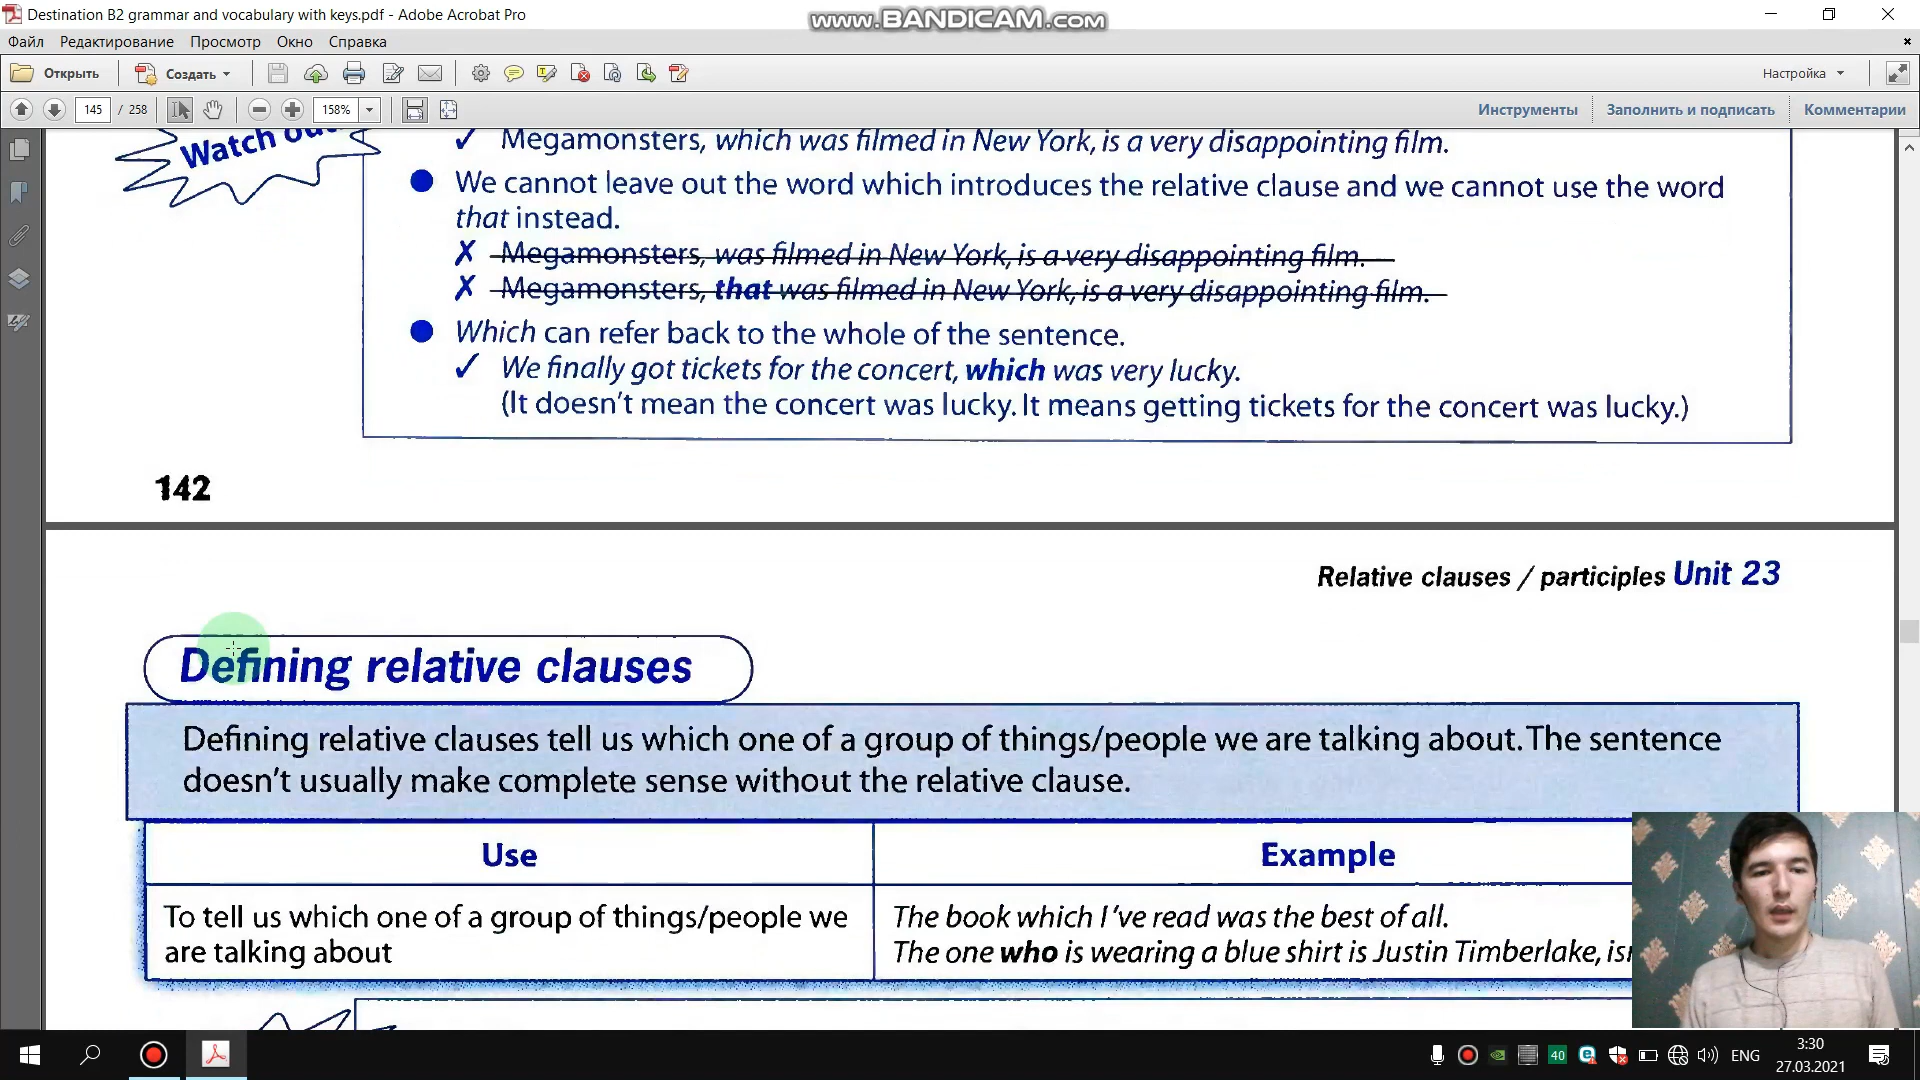 Destination B2 grammar and vocabulary with keys.pdf - Adobe Acrobat Pro
www.BANDICAM.com
Файл Редактирование Просмотр Окно Справка
Открыть Создать Настройка
145 / 258 158% Инструменты Заполнить и подписать Комментарии
Watch out!
✓ Megamonsters, which was filmed in New York, is a very disappointing film.
● We cannot leave out the word which introduces the relative clause and we cannot use the word
that instead.
✗ Megamonsters, was filmed in New York, is a very disappointing film.
✗ Megamonsters, that was filmed in New York, is a very disappointing film.
● Which can refer back to the whole of the sentence.
✓ We finally got tickets for the concert, which was very lucky.
(It doesn't mean the concert was lucky. It means getting tickets for the concert was lucky.)
142
Relative clauses / participles Unit 23
Defining relative clauses
Defining relative clauses tell us which one of a group of things/people we are talking about. The sentence
doesn't usually make complete sense without the relative clause.
Use Example
To tell us which one of a group of things/people we
are talking about
The book which I've read was the best of all.
The one who is wearing a blue shirt is Justin Timberlake,
40 ENG 3:30
27.03.2021